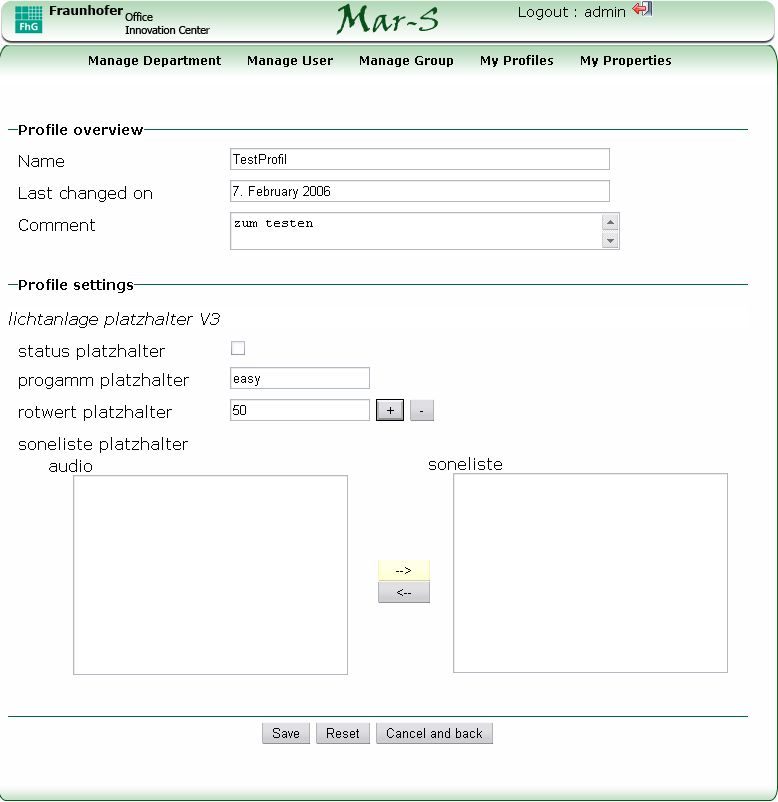 Fraunhofer Office
Innovation Center
FhG
Mar-S
Logout : admin
Manage Department Manage User Manage Group My Profiles My Properties
Profile overview
Name TestProfil
Last changed on 7. February 2006
Comment zum testen
Profile settings
lichtanlage platzhalter V3
status platzhalter
progamm platzhalter easy
rotwert platzhalter 50 + -
soneliste platzhalter
audio soneliste
-->
<--
Save Reset Cancel and back